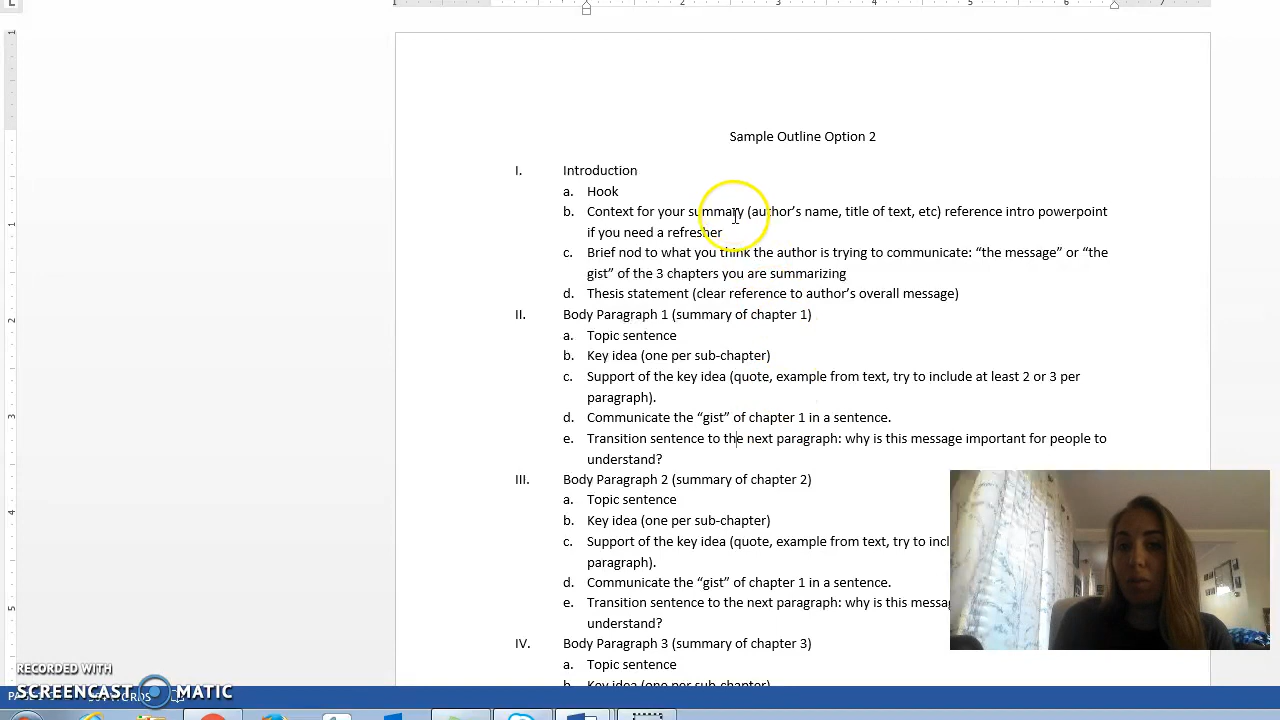 Sample Outline Option 2
I. Introduction
a. Hook
b. Context for your summary (author’s name, title of text, etc) reference intro powerpoint
if you need a refresher
c. Brief nod to what you think the author is trying to communicate: “the message” or “the
gist” of the 3 chapters you are summarizing
d. Thesis statement (clear reference to author’s overall message)
II. Body Paragraph 1 (summary of chapter 1)
a. Topic sentence
b. Key idea (one per sub-chapter)
c. Support of the key idea (quote, example from text, try to include at least 2 or 3 per
paragraph).
d. Communicate the “gist” of chapter 1 in a sentence.
e. Transition sentence to the next paragraph: why is this message important for people to
understand?
III. Body Paragraph 2 (summary of chapter 2)
a. Topic sentence
b. Key idea (one per sub-chapter)
c. Support of the key idea (quote, example from text, try to
paragraph).
d. Communicate the “gist” of chapter 1 in a sentence.
e. Transition sentence to the next paragraph: why is this
understand?
IV. Body Paragraph 3 (summary of chapter 3)
a. Topic sentence
b. Key idea (one per sub-chapter)
RECORDED WITH
SCREENCAST MATIC